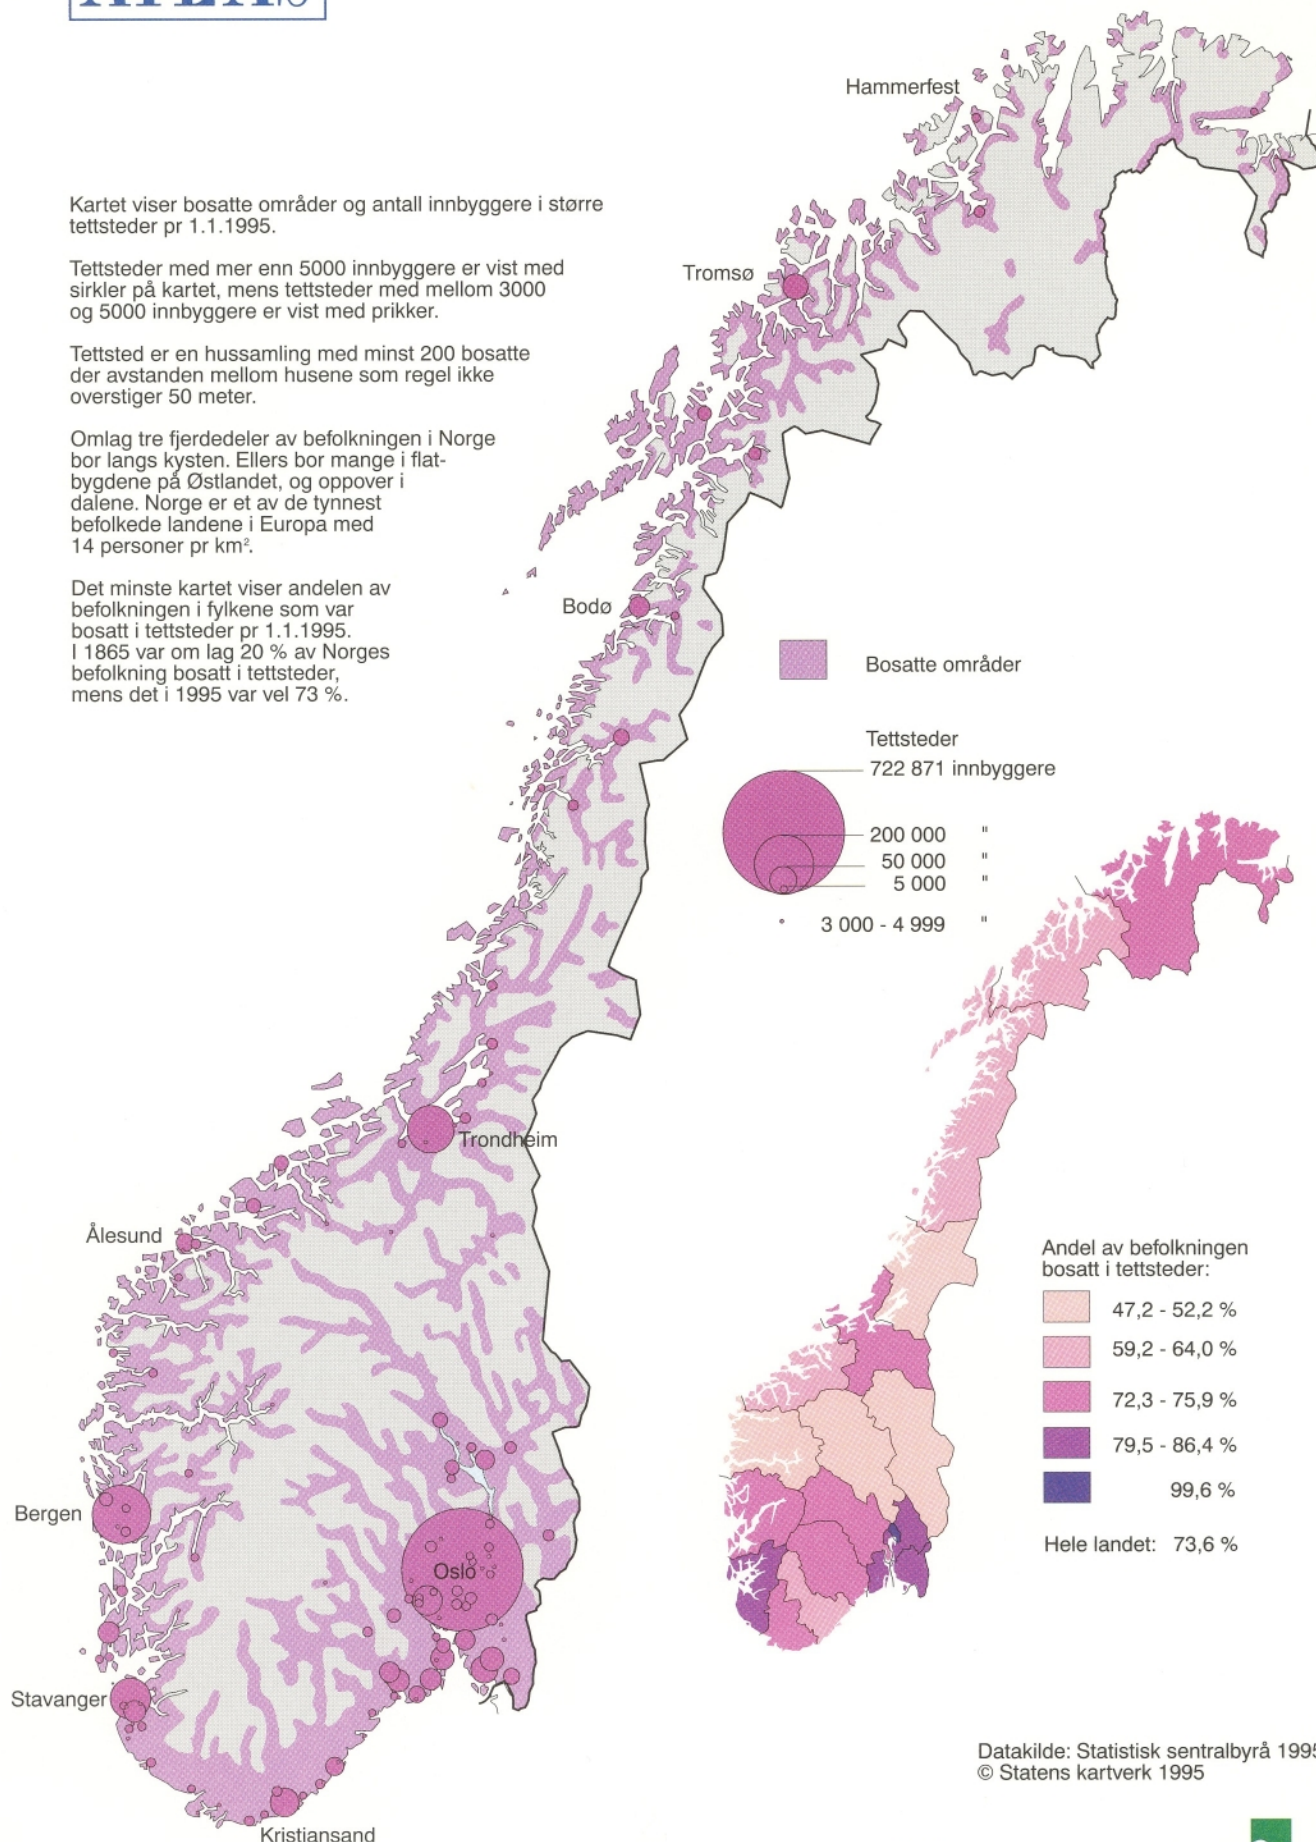 Kartet viser bosatte områder og antall innbyggere i større
tettsteder pr 1.1.1995.
Tettsteder med mer enn 5000 innbyggere er vist med
sirkler på kartet, mens tettsteder med mellom 3000
og 5000 innbyggere er vist med prikker.
Tettsted er en hussamling med minst 200 bosatte
der avstanden mellom husene som regel ikke
overstiger 50 meter.
Omlag tre fjerdedeler av befolkningen i Norge
bor langs kysten. Ellers bor mange i flat-
bygdene på Østlandet, og oppover i
dalene. Norge er et av de tynnest
befolkede landene i Europa med
14 personer pr km².
Det minste kartet viser andelen av
befolkningen i fylkene som var
bosatt i tettsteder pr 1.1.1995.
I 1865 var om lag 20 % av Norges
befolkning bosatt i tettsteder,
mens det i 1995 var vel 73 %.
Hammerfest
Tromsø
Bodø
Trondheim
Ålesund
Bergen
Oslo
Stavanger
Kristiansand
Bosatte områder
Tettsteder
722 871 innbyggere
200 000 "
50 000 "
5 000 "
3 000 - 4 999 "
Andel av befolkningen
bosatt i tettsteder:
47,2 - 52,2 %
59,2 - 64,0 %
72,3 - 75,9 %
79,5 - 86,4 %
99,6 %
Hele landet: 73,6 %
Datakilde: Statistisk sentralbyrå 1995
© Statens kartverk 1995